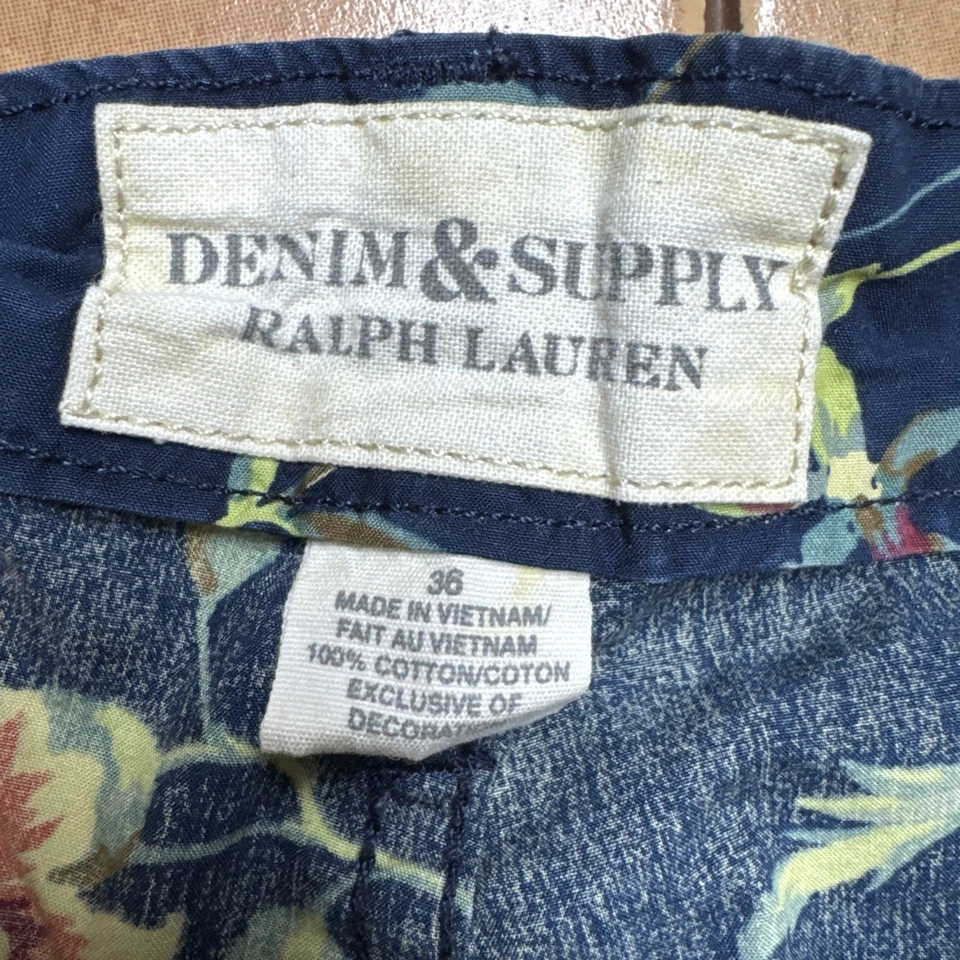 DENIM & SUPPLY
RALPH LAUREN
36
MADE IN VIETNAM/
FAIT AU VIETNAM
100% COTTON/COTON
EXCLUSIVE OF